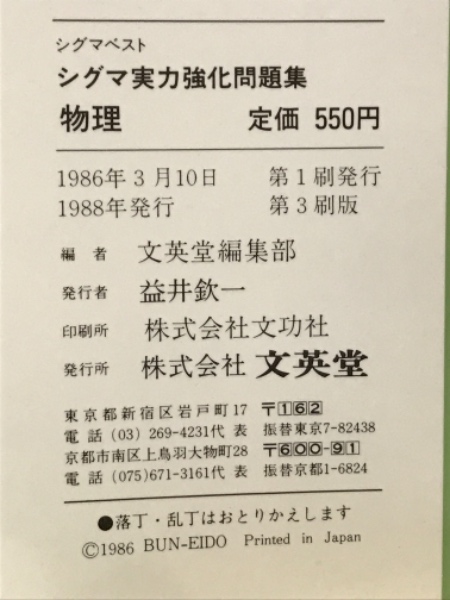 シグマベスト
シグマ実力強化問題集
物理 定価 550円
1986年3月10日 第1刷発行
1988年発行 第3刷版
編者 文英堂編集部
発行者 益井欽一
印刷所 株式会社文功社
発行所 株式会社 文英堂
東京都新宿区岩戸町17 〒162
電話 (03) 269-4231代表 振替東京7-82438
京都市南区上鳥羽大物町28 〒600-91
電話 (075)671-3161代表 振替京都1-6824
●落丁・乱丁はおとりかえします
©1986 BUN-EIDO Printed in Japan